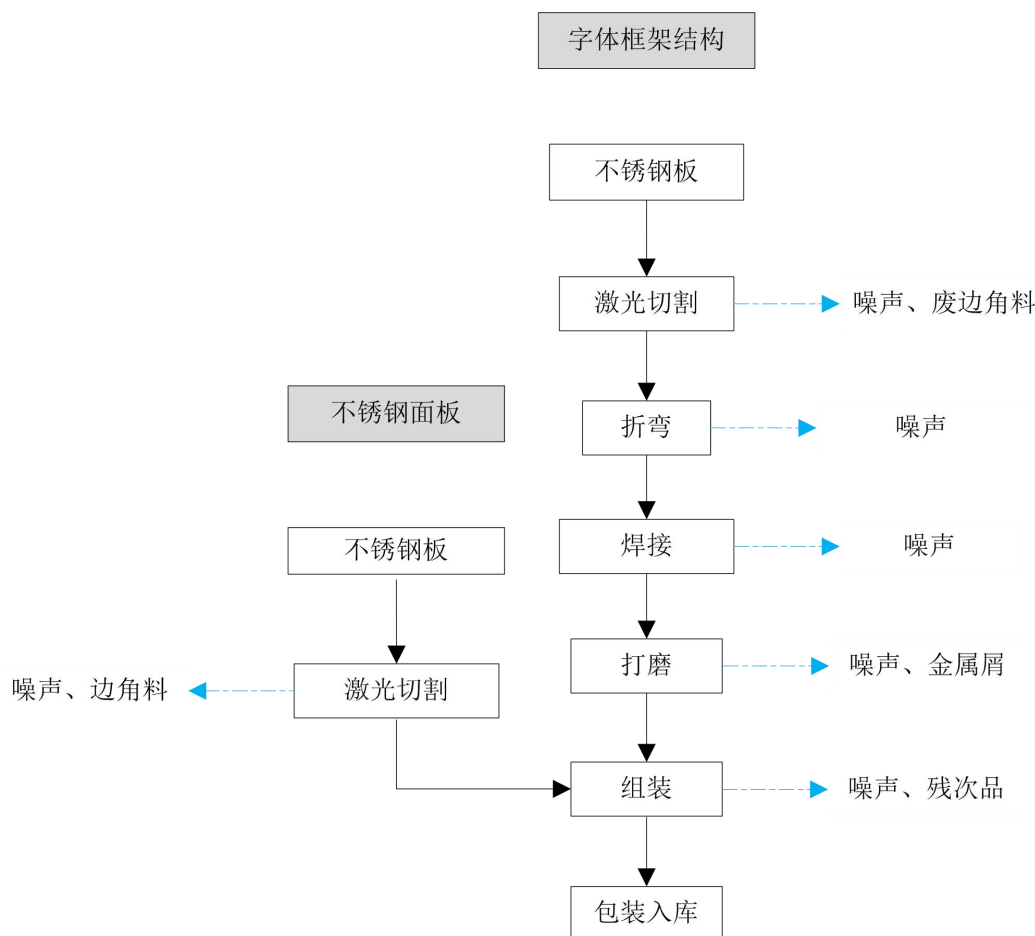 字体框架结构
不锈钢板
激光切割
噪声、废边角料
不锈钢面板
折弯
噪声
不锈钢板
焊接
噪声
噪声、边角料
激光切割
打磨
噪声、金属屑
组装
噪声、残次品
包装入库